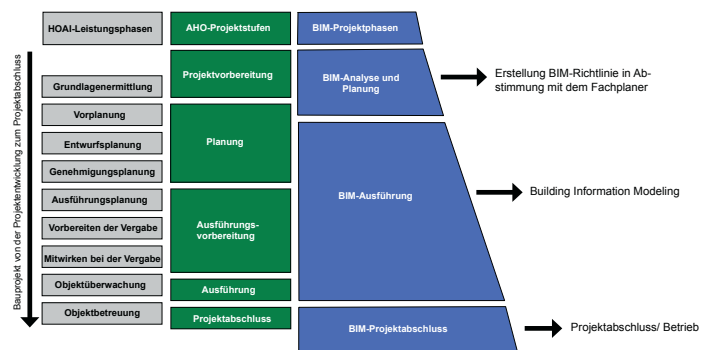 HOAI-Leistungsphasen
AHO-Projektstufen
BIM-Projektphasen
Bauprojekt von der Projektentwicklung zum Projektabschluss
Grundlagenermittlung
Vorplanung
Entwurfsplanung
Genehmigungsplanung
Ausführungsplanung
Vorbereiten der Vergabe
Mitwirken bei der Vergabe
Objektüberwachung
Objektbetreuung
Projektvorbereitung
Planung
Ausführungs-
vorbereitung
Ausführung
Projektabschluss
BIM-Analyse und
Planung
BIM-Ausführung
BIM-Projektabschluss
Erstellung BIM-Richtlinie in Ab-
stimmung mit dem Fachplaner
Building Information Modeling
Projektabschluss/ Betrieb